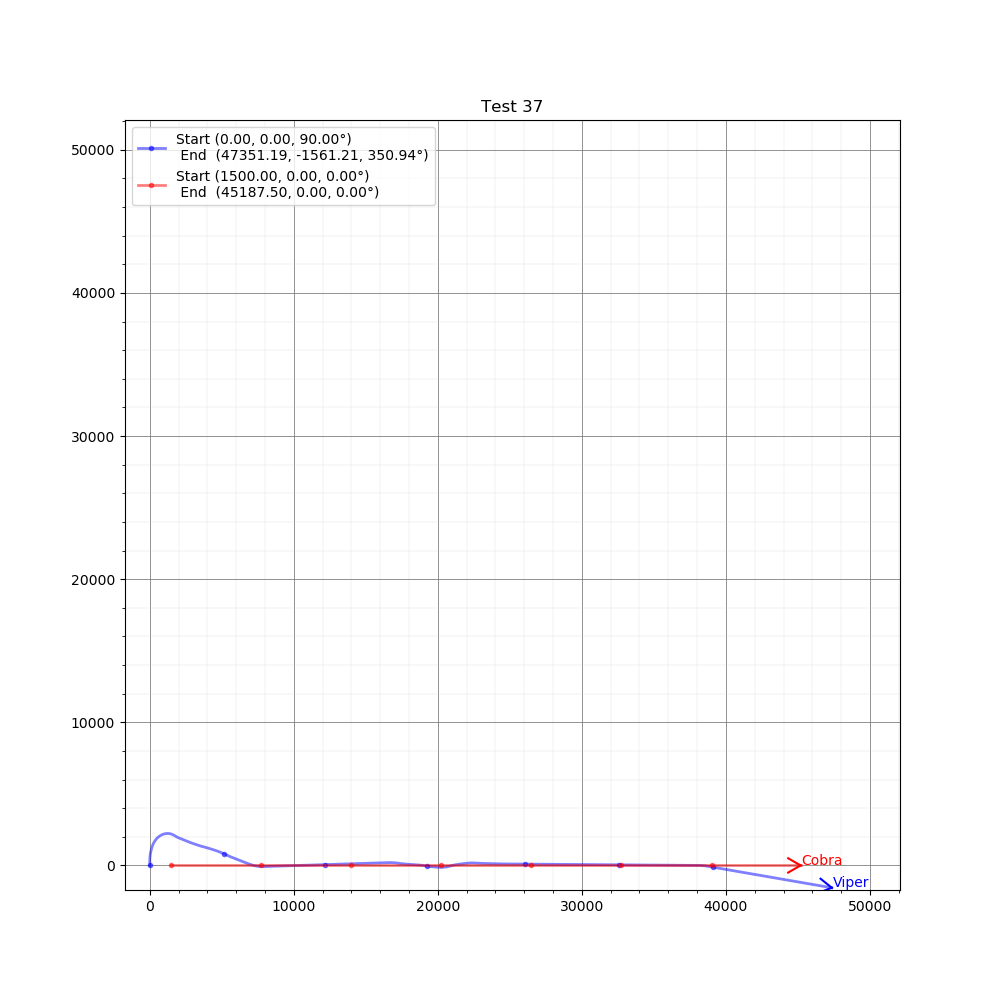 Test 37
Start (0.00, 0.00, 90.00°)
End (47351.19, -1561.21, 350.94°)
Start (1500.00, 0.00, 0.00°)
End (45187.50, 0.00, 0.00°)
50000
40000
30000
20000
10000
0
Cobra
Viper
0 10000 20000 30000 40000 50000